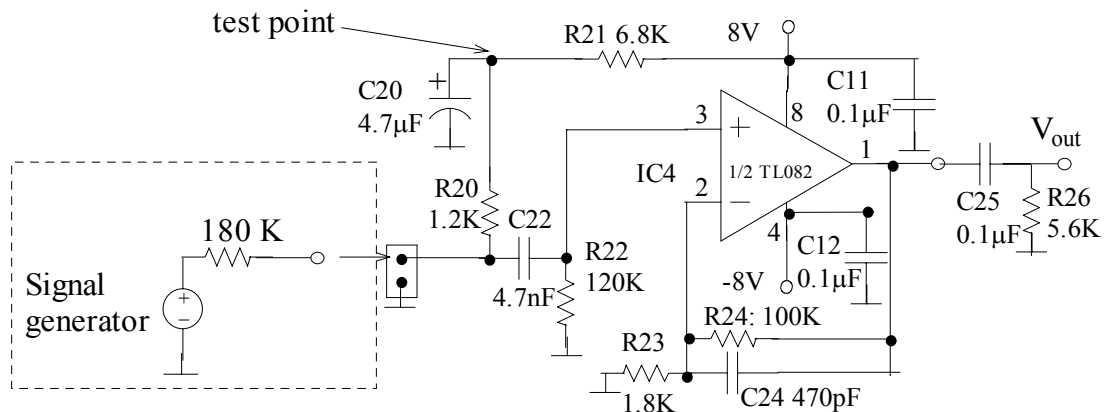 test point
R21 6.8K
8V
C20
4.7µF
+
C11
0.1µF
8
3
+
1
Vout
IC4
1/2 TL082
2
−
R20
1.2K
C22
4.7nF
R22
120K
4
C12
0.1µF
-8V
C25
0.1µF
R26
5.6K
180 K
Signal
generator
+
−
R24: 100K
R23
1.8K
C24 470pF